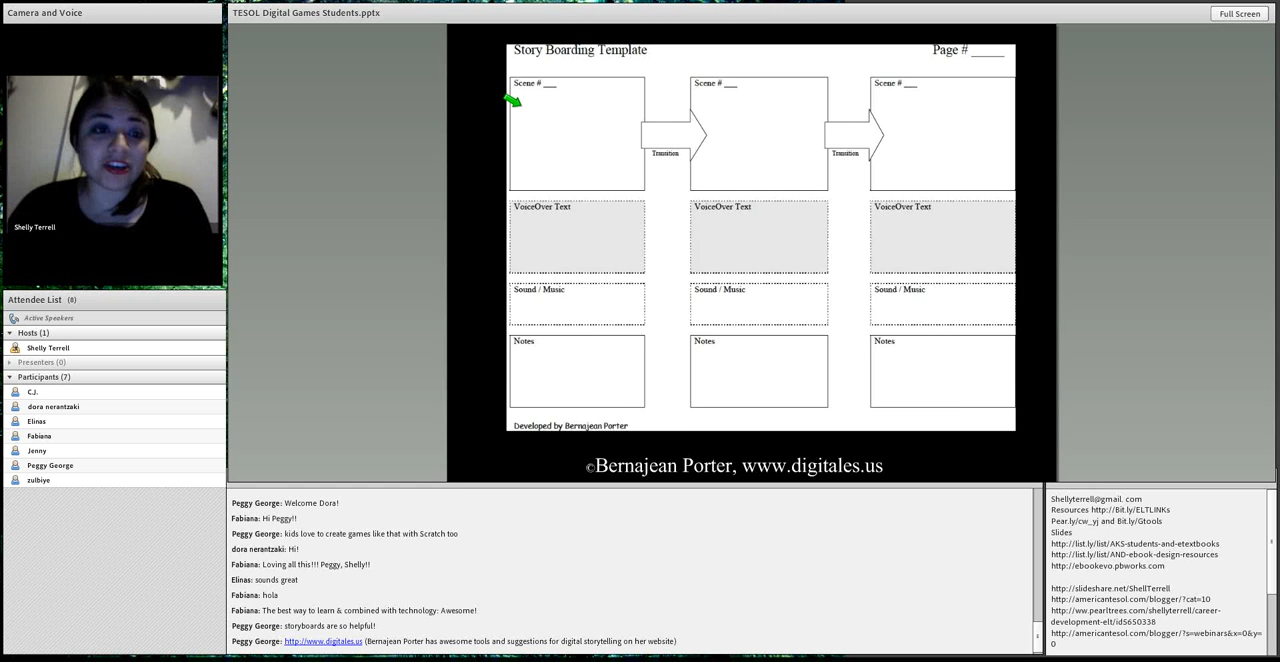 Camera and Voice
Shelly Terrell
Attendee List (8)
Active Speakers
Hosts (1)
Shelly Terrell
Presenters (0)
Participants (7)
C.J.
dora nerantzaki
Elinas
Fabiana
Jenny
Peggy George
zulbiye
TESOL Digital Games Students.pptx
Full Screen
Story Boarding Template
Page # _____
Scene # ___
Scene # ___
Scene # ___
Transition
Transition
VoiceOver Text
VoiceOver Text
VoiceOver Text
Sound / Music
Sound / Music
Sound / Music
Notes
Notes
Notes
Developed by Bernajean Porter
©Bernajean Porter, www.digitales.us
Peggy George: Welcome Dora!
Fabiana: Hi Peggy!!
Peggy George: kids love to create games like that with Scratch too
dora nerantzaki: Hi!
Fabiana: Loving all this!!! Peggy, Shelly!!
Elinas: sounds great
Fabiana: hola
Fabiana: The best way to learn & combined with technology: Awesome!
Peggy George: storyboards are so helpful!
Peggy George: http://www.digitales.us (Bernajean Porter has awesome tools and suggestions for digital storytelling on her website)
Shellyterrell@gmail. com
Resources http://Bit.ly/ELTLINKs
Pear.ly/cw_yj and Bit.ly/Gtools
Slides
http://list.ly/list/AKS-students-and-etextbooks
http://list.ly/list/AND-ebook-design-resources
http://ebookevo.pbworks.com
http://slideshare.net/ShellTerrell
http://americantesol.com/blogger/?cat=10
http://ww.pearltrees.com/shellyterrell/career-
development-elt/id5650338
http://americantesol.com/blogger/?s=webinars&x=0&y=
0